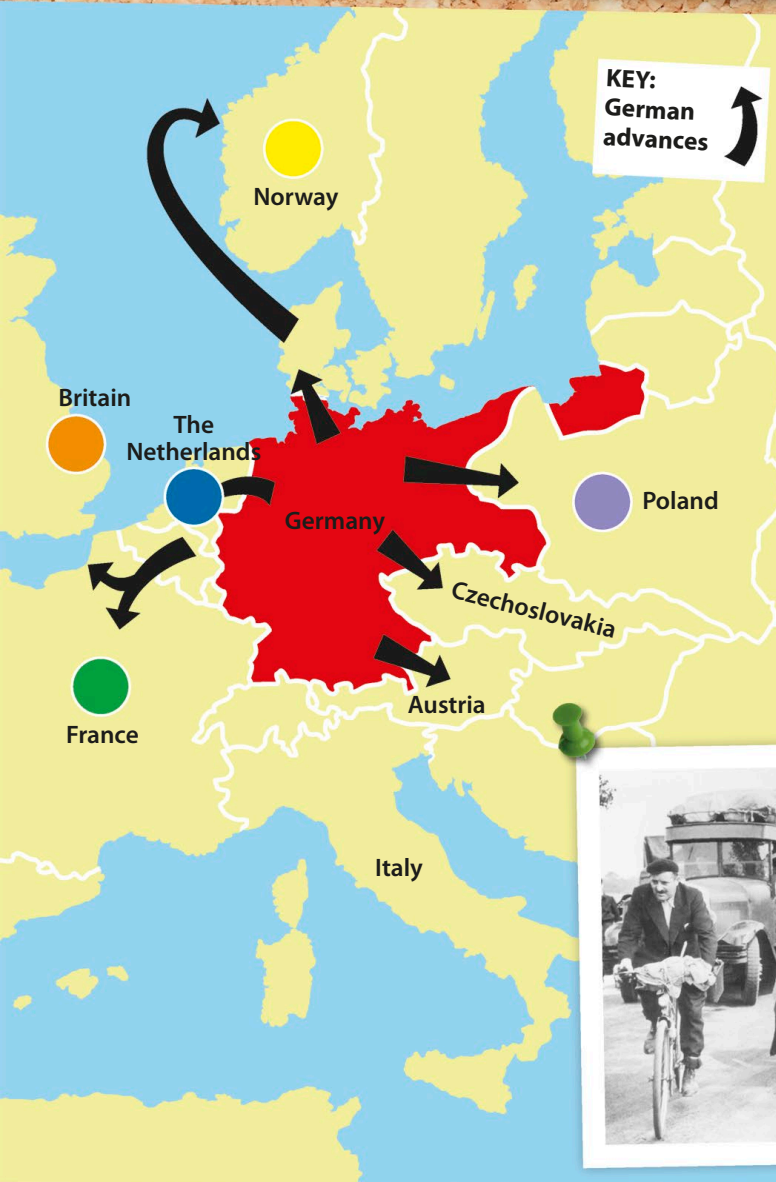 KEY:
German
advances
Norway
Britain
The
Netherlands
Germany
Poland
Czechoslovakia
Austria
France
Italy